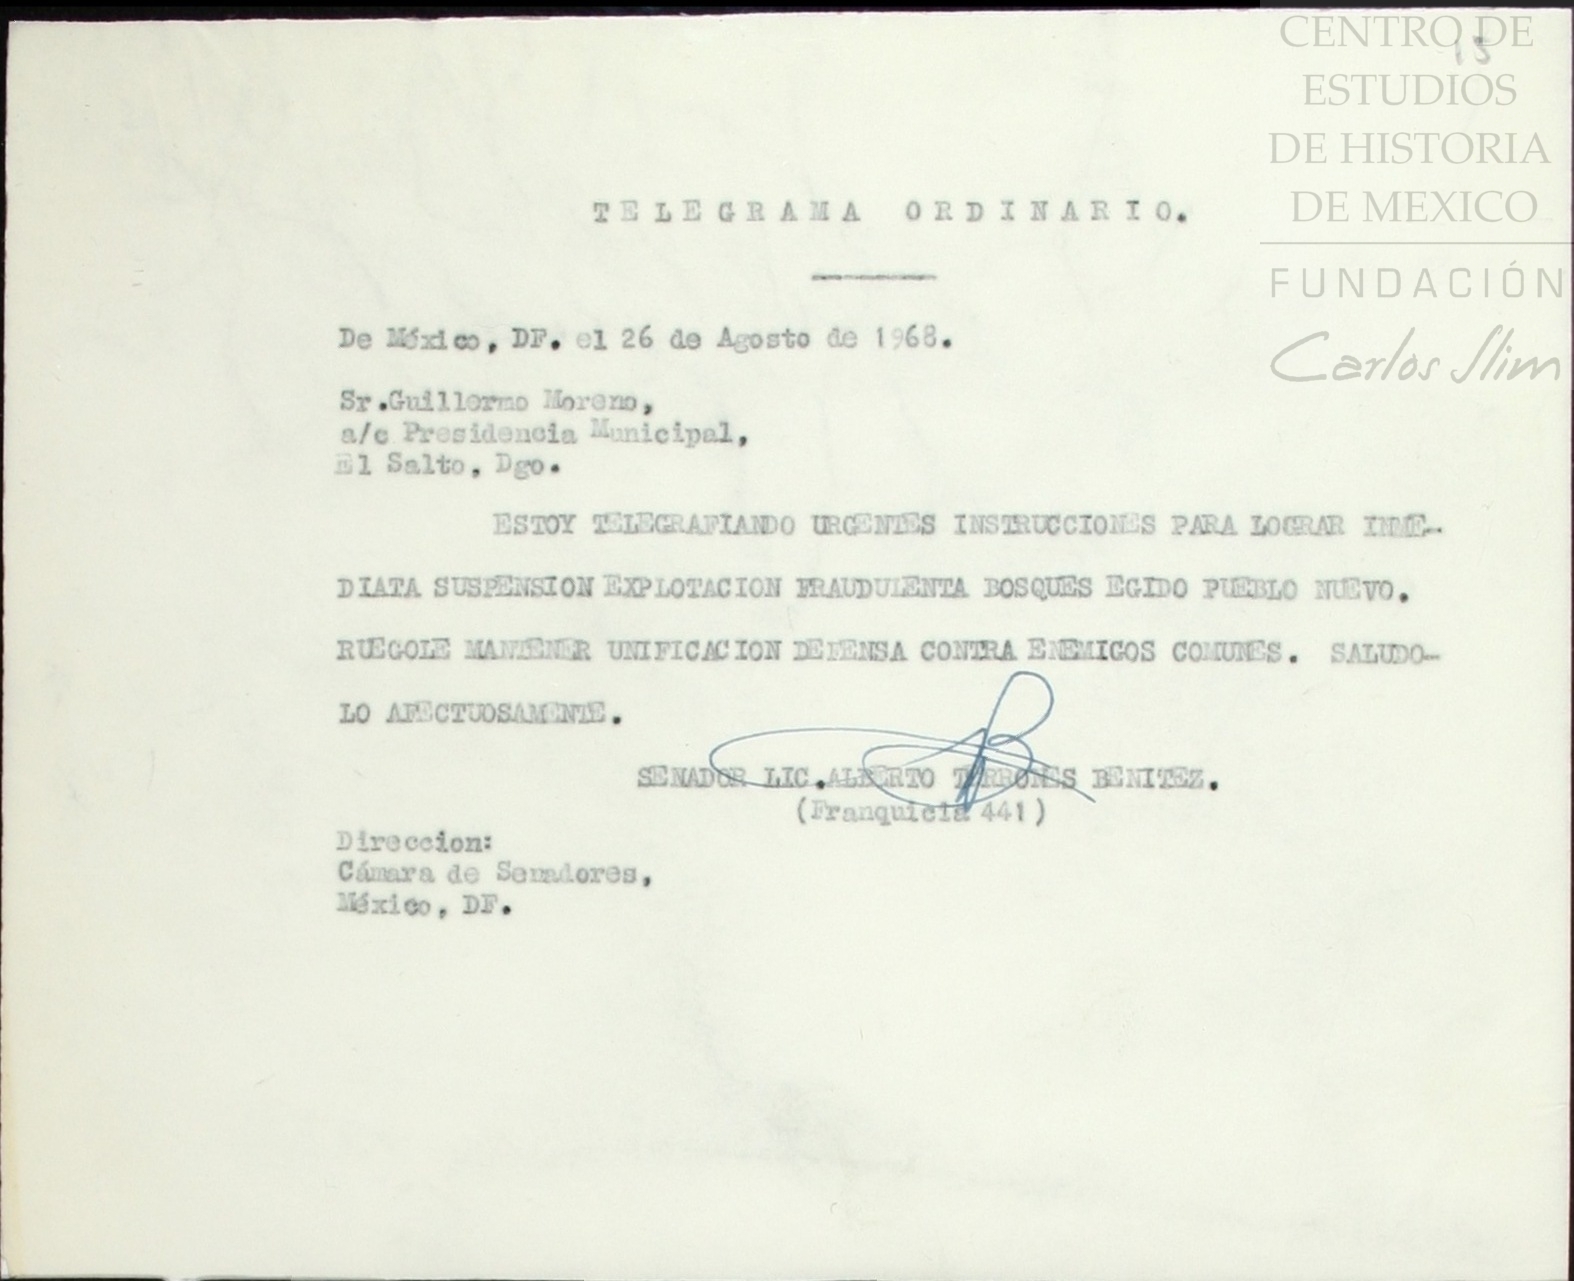 CENTRO DE
ESTUDIOS
DE HISTORIA
DE MEXICO
FUNDACIÓN
Carlos Slim
TELEGRAMA ORDINARIO.
De México, DF. el 26 de Agosto de 1968.
Sr.Guillermo Moreno,
a/c Presidencia Municipal,
El Salto, Dgo.
ESTOY TELEGRAFIANDO URGENTES INSTRUCCIONES PARA LOGRAR INME-
DIATA SUSPENSION EXPLOTACION FRAUDULENTA BOSQUES EGIDO PUEBLO NUEVO.
RUEGOLE MANTENER UNIFICACION DEFENSA CONTRA ENEMIGOS COMUNES. SALUDO-
LO AFECTUOSAMENTE.
SENADOR LIC.ALBERTO TERRONES BENITEZ.
(Franquicia 441)
Direccion:
Cámara de Senadores,
México, DF.